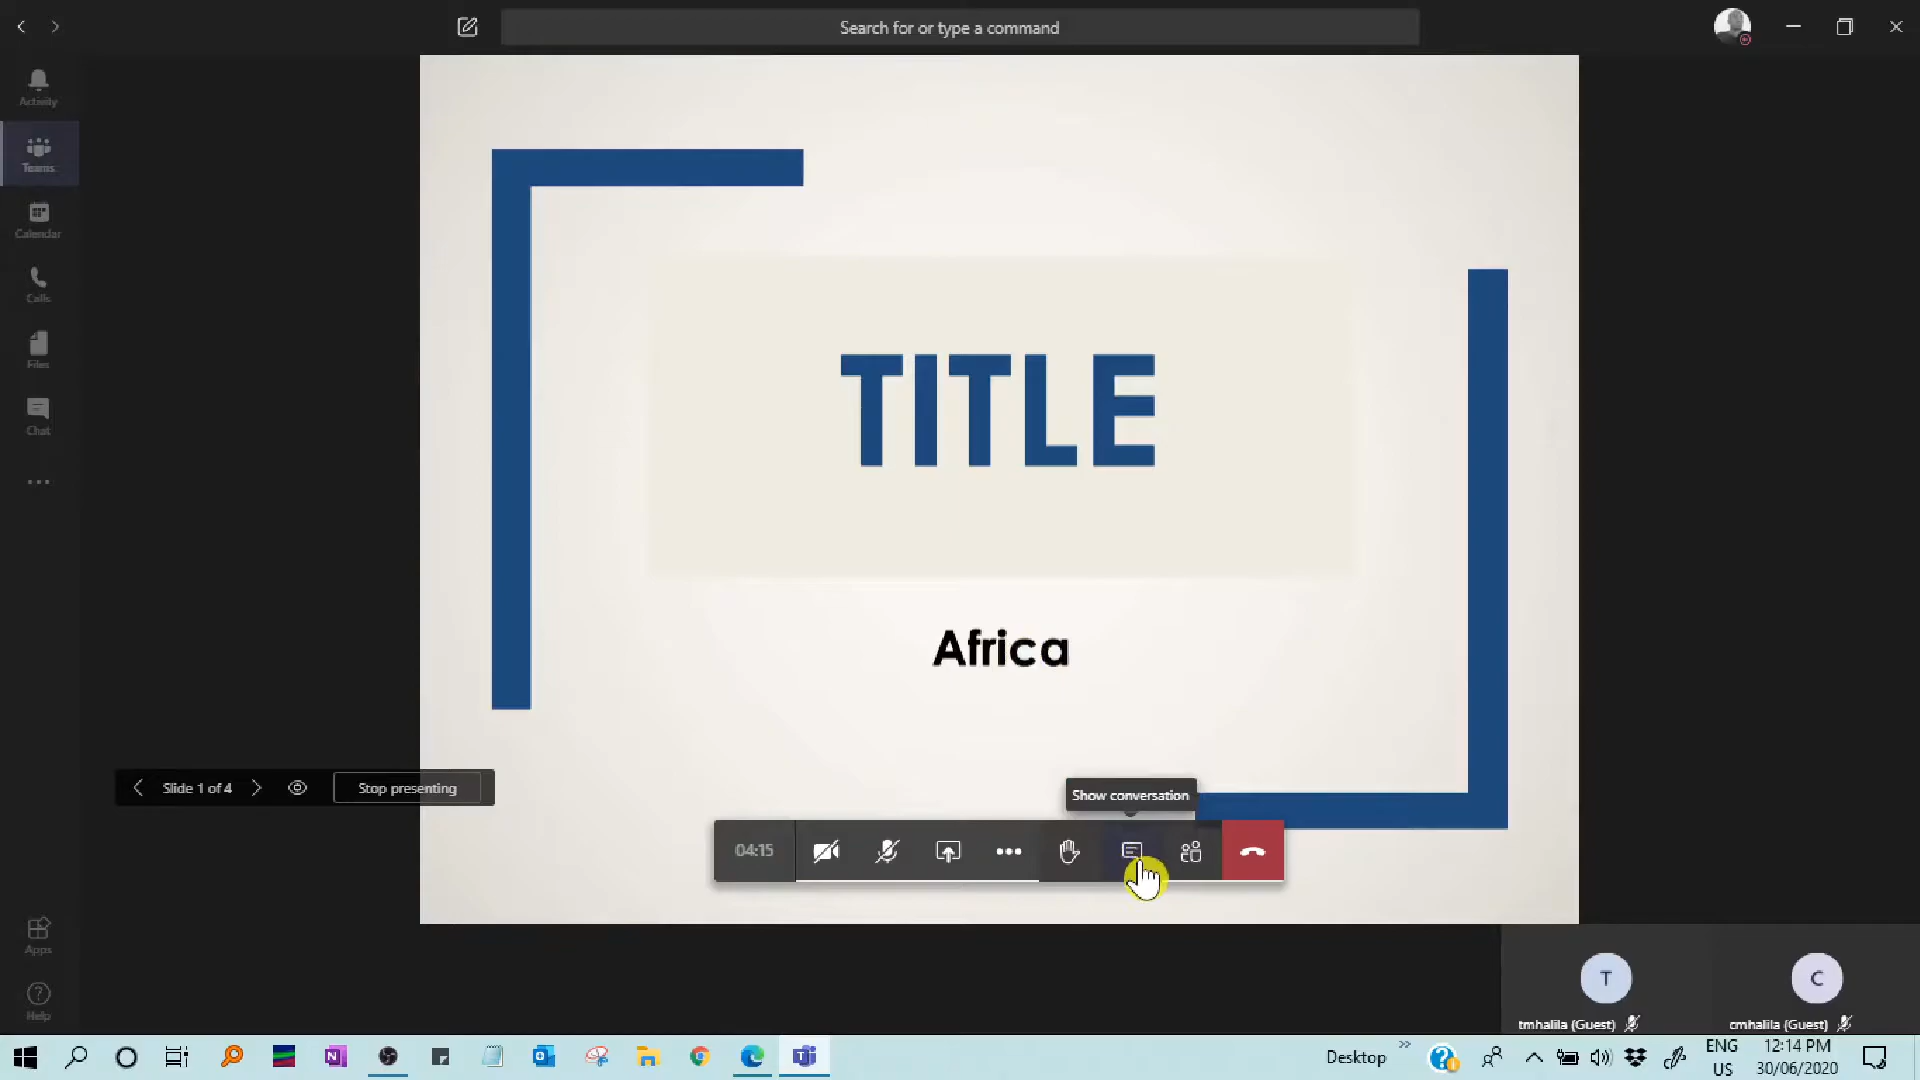 Search for or type a command
Activity
Teams
Calendar
Calls
Files
Chat
TITLE
Africa
Slide 1 of 4
Stop presenting
Show conversation
04:15
Apps
Help
T
C
tmhalila (Guest)
cmhalila (Guest)
Desktop
ENG
US
12:14 PM
30/06/2020